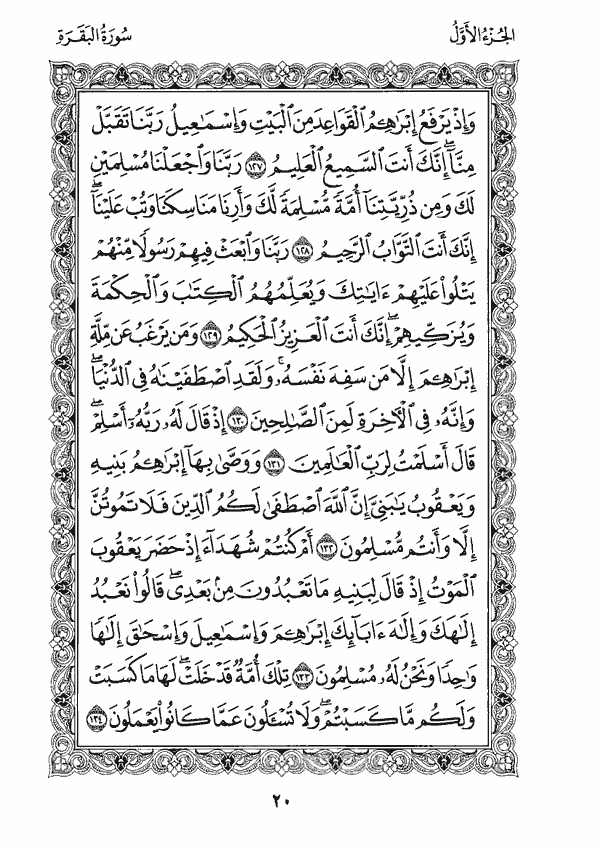 الجُزْءُ الأَوَّلُ
سُورَةُ البَقَرَةِ
وَإِذْ يَرْفَعُ إِبْرَٰهِـۧمُ ٱلْقَوَاعِدَ مِنَ ٱلْبَيْتِ وَإِسْمَـٰعِيلُ رَبَّنَا تَقَبَّلْ
مِنَّآ ۖ إِنَّكَ أَنتَ ٱلسَّمِيعُ ٱلْعَلِيمُ ١٢٧ رَبَّنَا وَٱجْعَلْنَا مُسْلِمَيْنِ
لَكَ وَمِن ذُرِّيَّتِنَآ أُمَّةً مُّسْلِمَةً لَّكَ وَأَرِنَا مَنَاسِكَنَا وَتُبْ عَلَيْنَآ ۖ
إِنَّكَ أَنتَ ٱلتَّوَّابُ ٱلرَّحِيمُ ١٢٨ رَبَّنَا وَٱبْعَثْ فِيهِمْ رَسُولًا مِّنْهُمْ
يَتْلُوا۟ عَلَيْهِمْ ءَايَـٰتِكَ وَيُعَلِّمُهُمُ ٱلْكِتَـٰبَ وَٱلْحِكْمَةَ
وَيُزَكِّيهِمْ ۚ إِنَّكَ أَنتَ ٱلْعَزِيزُ ٱلْحَكِيمُ ١٢٩ وَمَن يَرْغَبُ عَن مِّلَّةِ
إِبْرَٰهِـۧمَ إِلَّا مَن سَفِهَ نَفْسَهُۥ ۚ وَلَقَدِ ٱصْطَفَيْنَـٰهُ فِى ٱلدُّنْيَا ۖ
وَإِنَّهُۥ فِى ٱلْـَٔاخِرَةِ لَمِنَ ٱلصَّـٰلِحِينَ ١٣٠ إِذْ قَالَ لَهُۥ رَبُّهُۥٓ أَسْلِمْ ۖ
قَالَ أَسْلَمْتُ لِرَبِّ ٱلْعَـٰلَمِينَ ١٣١ وَوَصَّىٰ بِهَآ إِبْرَٰهِـۧمُ بَنِيهِ
وَيَعْقُوبُ يَـٰبَنِىَّ إِنَّ ٱللَّهَ ٱصْطَفَىٰ لَكُمُ ٱلدِّينَ فَلَا تَمُوتُنَّ
إِلَّا وَأَنتُم مُّسْلِمُونَ ١٣٢ أَمْ كُنتُمْ شُهَدَآءَ إِذْ حَضَرَ يَعْقُوبَ
ٱلْمَوْتُ إِذْ قَالَ لِبَنِيهِ مَا تَعْبُدُونَ مِنۢ بَعْدِى ۖ قَالُوا۟ نَعْبُدُ
إِلَـٰهَكَ وَإِلَـٰهَ ءَابَآئِكَ إِبْرَٰهِـۧمَ وَإِسْمَـٰعِيلَ وَإِسْحَـٰقَ إِلَـٰهًا
وَٰحِدًا وَنَحْنُ لَهُۥ مُسْلِمُونَ ١٣٣ تِلْكَ أُمَّةٌ قَدْ خَلَتْ ۖ لَهَا مَا كَسَبَتْ
وَلَكُم مَّا كَسَبْتُمْ ۖ وَلَا تُسْـَٔلُونَ عَمَّا كَانُوا۟ يَعْمَلُونَ ١٣٤
٢٠